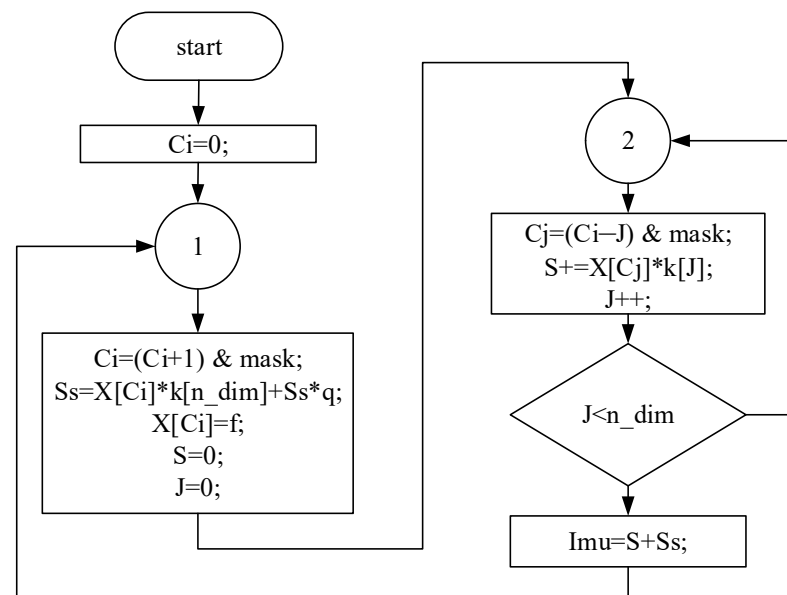 start
Ci=0;
1
Ci=(Ci+1) & mask;
Ss=X[Ci]*k[n_dim]+Ss*q;
X[Ci]=f;
S=0;
J=0;
2
Cj=(Ci−J) & mask;
S+=X[Cj]*k[J];
J++;
J<n_dim
Imu=S+Ss;